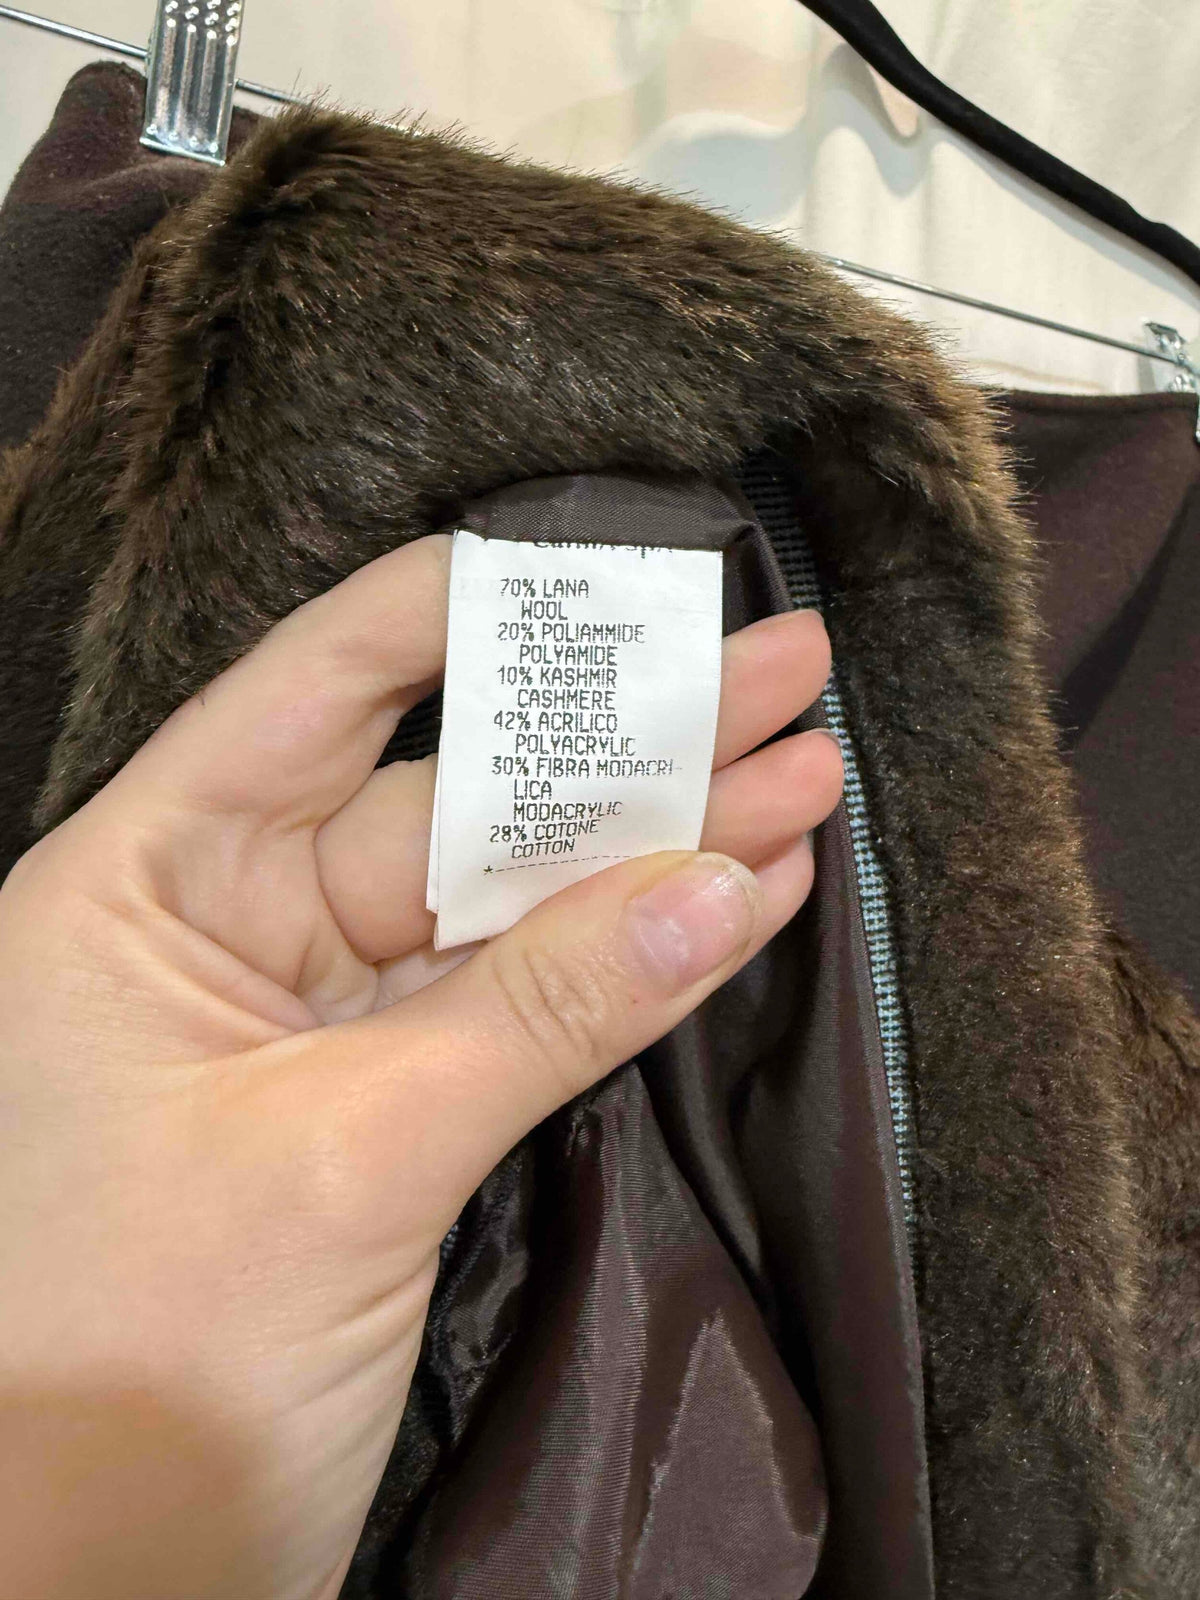 70% LANA
WOOL
20% POLIAMMIDE
POLYAMIDE
10% KASHMIR
CASHMERE
42% ACRILICO
POLYACRYLIC
30% FIBRA MODACRI-
LICA
MODACRYLIC
28% COTONE
COTTON
*--------------------